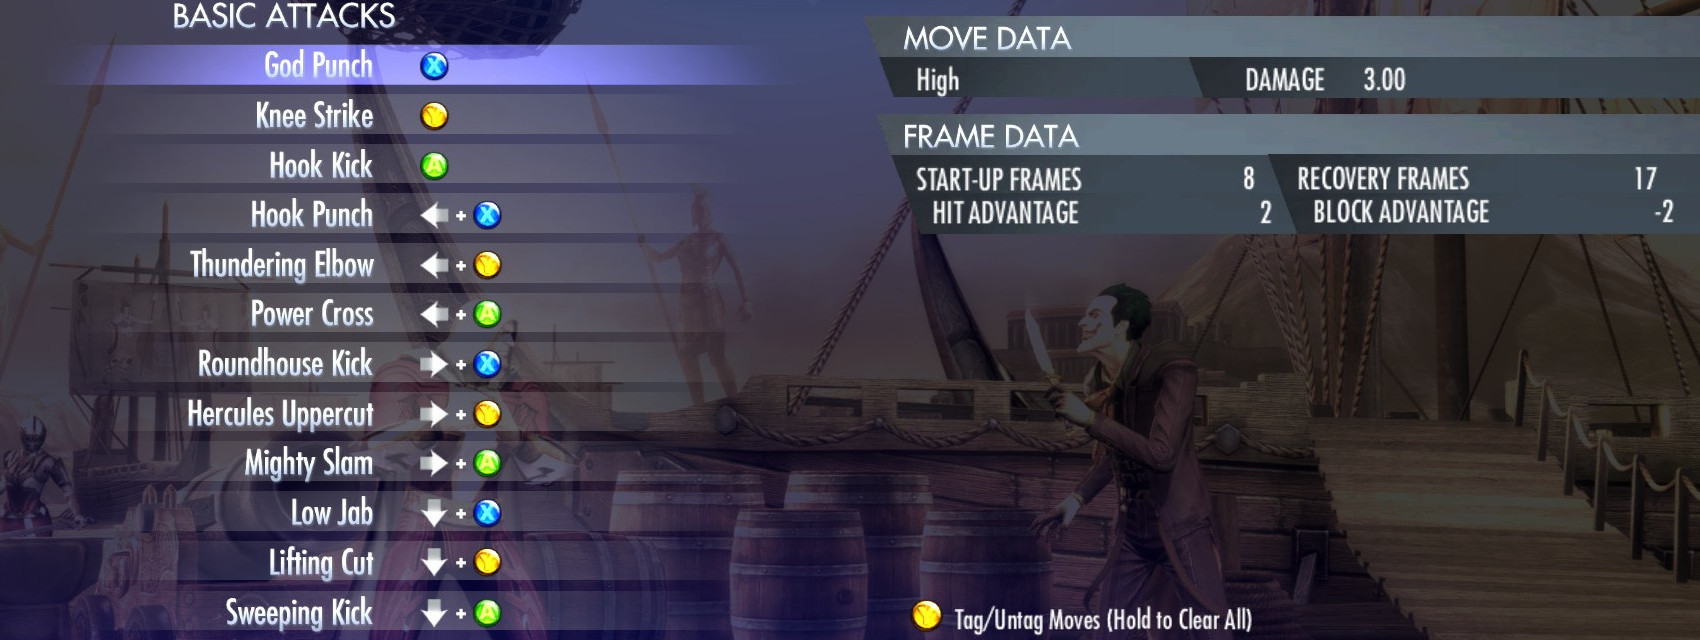 BASIC ATTACKS
God Punch X
Knee Strike Y
Hook Kick A
Hook Punch + X
Thundering Elbow + Y
Power Cross + A
Roundhouse Kick + X
Hercules Uppercut + Y
Mighty Slam + A
Low Jab + X
Lifting Cut + Y
Sweeping Kick + A
MOVE DATA
High DAMAGE 3.00
FRAME DATA
START-UP FRAMES 8 RECOVERY FRAMES 17
HIT ADVANTAGE 2 BLOCK ADVANTAGE -2
Y Tag/Untag Moves (Hold to Clear All)